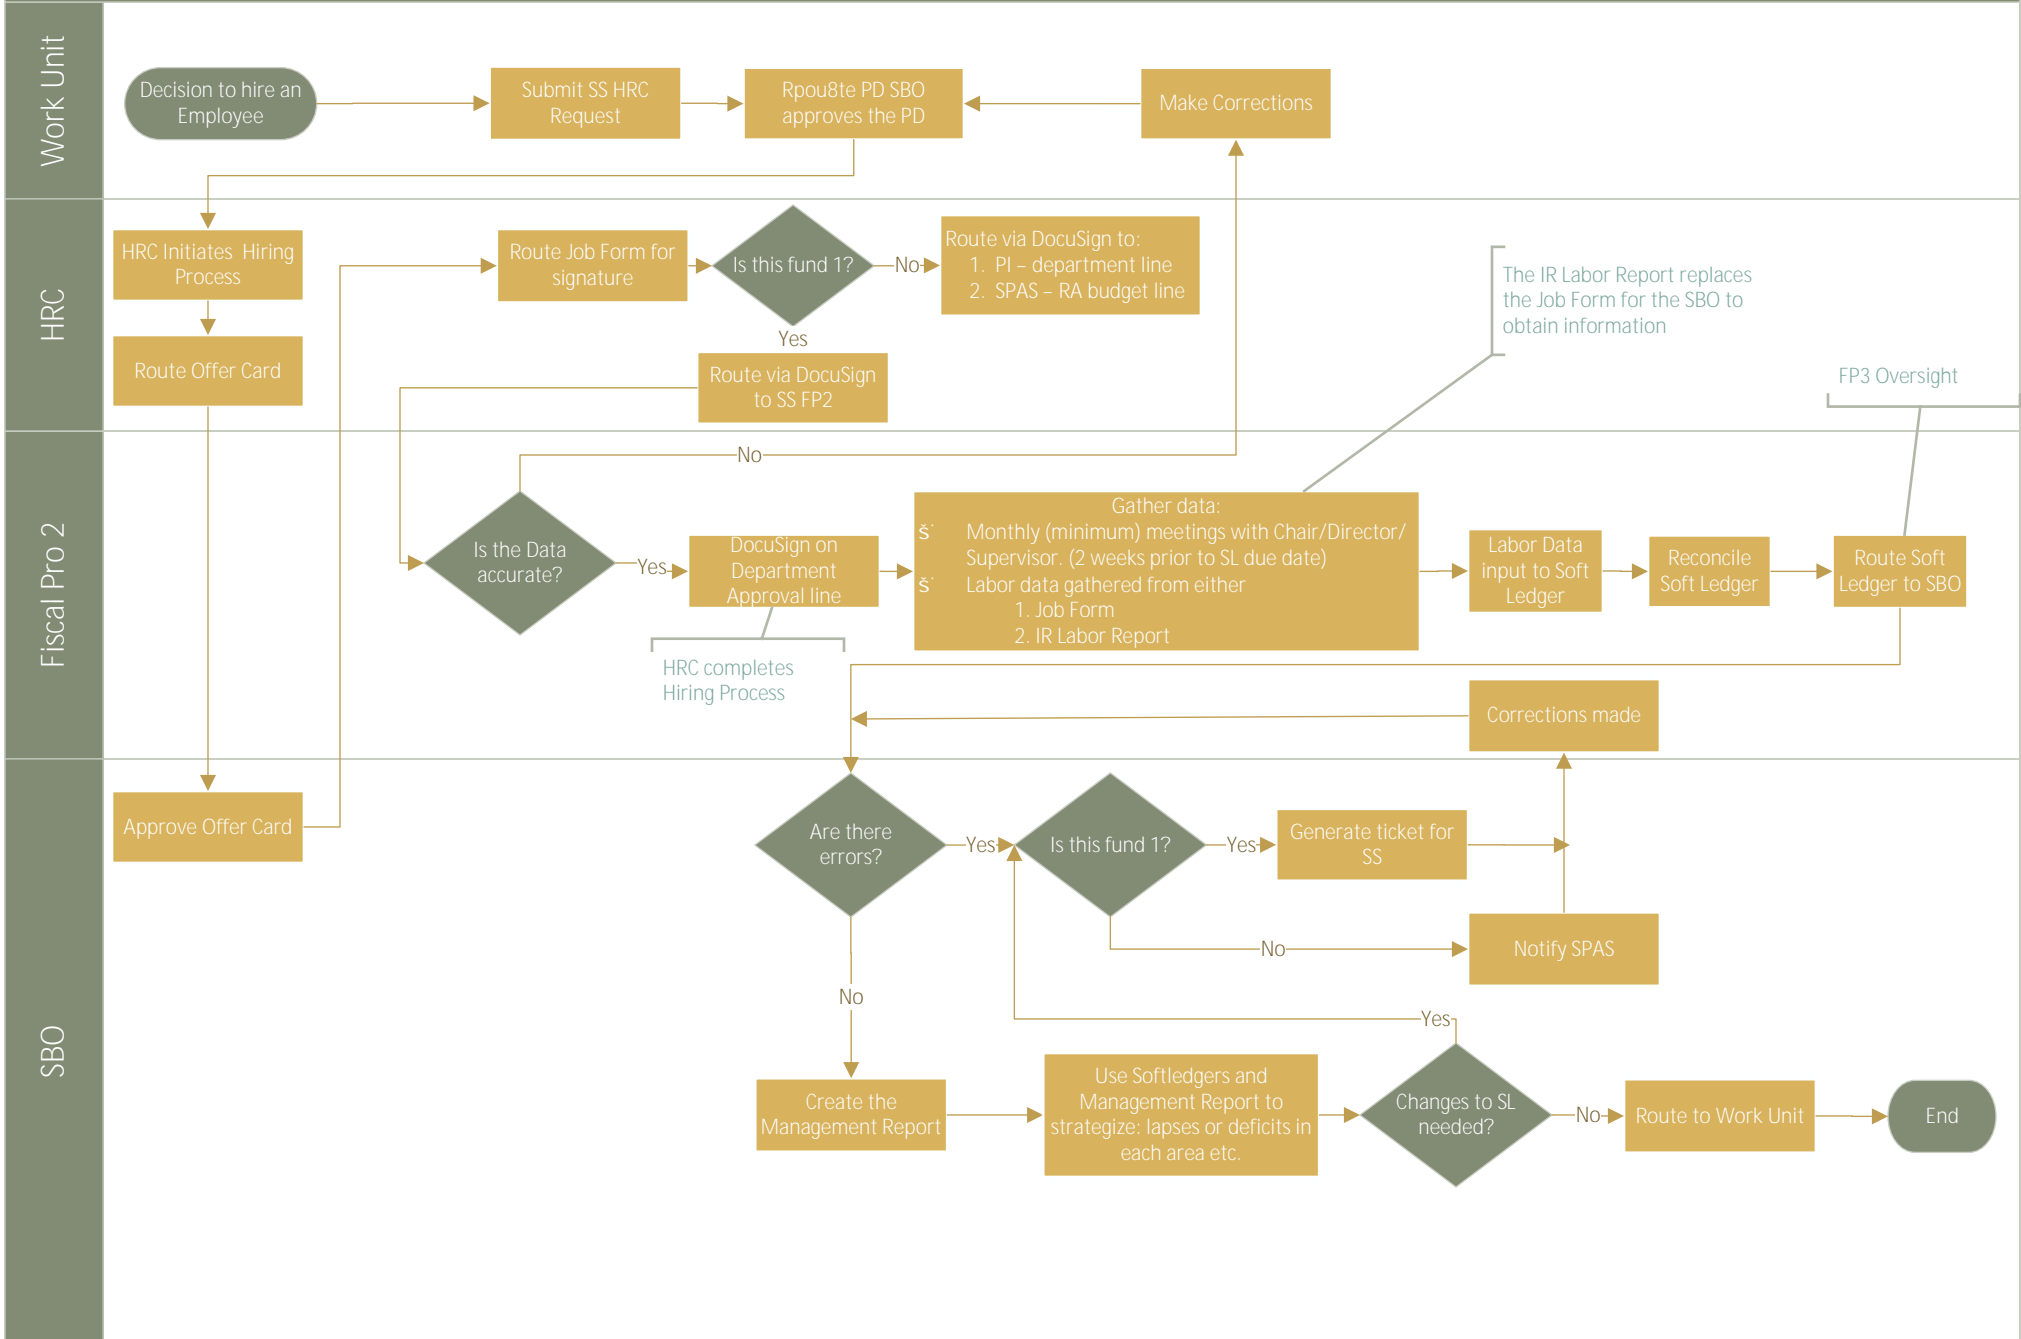 Work Unit
Decision to hire an
Employee
Submit SS HRC
Request
Rpou8te PD SBO
approves the PD
Make Corrections
HRC
HRC Initiates  Hiring
Process
Route Offer Card
Route Job Form for
signature
Is this fund 1?
No
Yes
Route via DocuSign to:
1. PI – department line
2. SPAS – RA budget line
Route via DocuSign
to SS FP2
The IR Labor Report replaces
the Job Form for the SBO to
obtain information
FP3 Oversight
Fiscal Pro 2
No
Is the Data
accurate?
Yes
DocuSign on
Department
Approval line
HRC completes
Hiring Process
Gather data:
š˙ Monthly (minimum) meetings with Chair/Director/
Supervisor. (2 weeks prior to SL due date)
š˙ Labor data gathered from either
1. Job Form
2. IR Labor Report
Labor Data
input to Soft
Ledger
Reconcile
Soft Ledger
Route Soft
Ledger to SBO
Corrections made
SBO
Approve Offer Card
Are there
errors?
Yes
Is this fund 1?
Yes
Generate ticket for
SS
No
Notify SPAS
No
Yes
Create the
Management Report
Use Softledgers and
Management Report to
strategize: lapses or deficits in
each area etc.
Changes to SL
needed?
No
Route to Work Unit
End